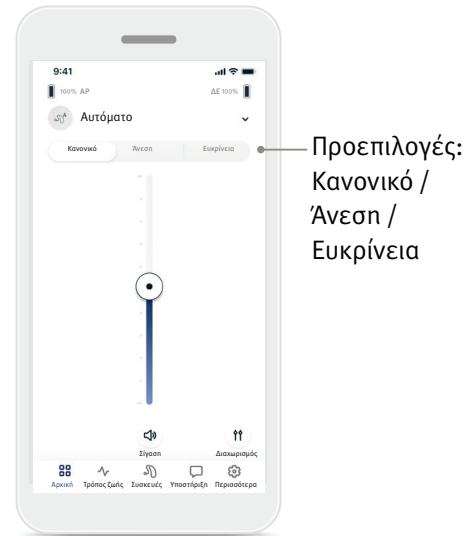 9:41
100% ΑΡ
ΔΕ 100%
Αυτόματο
Κανονικό Άνεση Ευκρίνεια
Προεπιλογές:
Κανονικό /
Άνεση /
Ευκρίνεια
Σίγαση Διαχωρισμός
Αρχική Τρόπος ζωής Συσκευές Υποστήριξη Περισσότερα